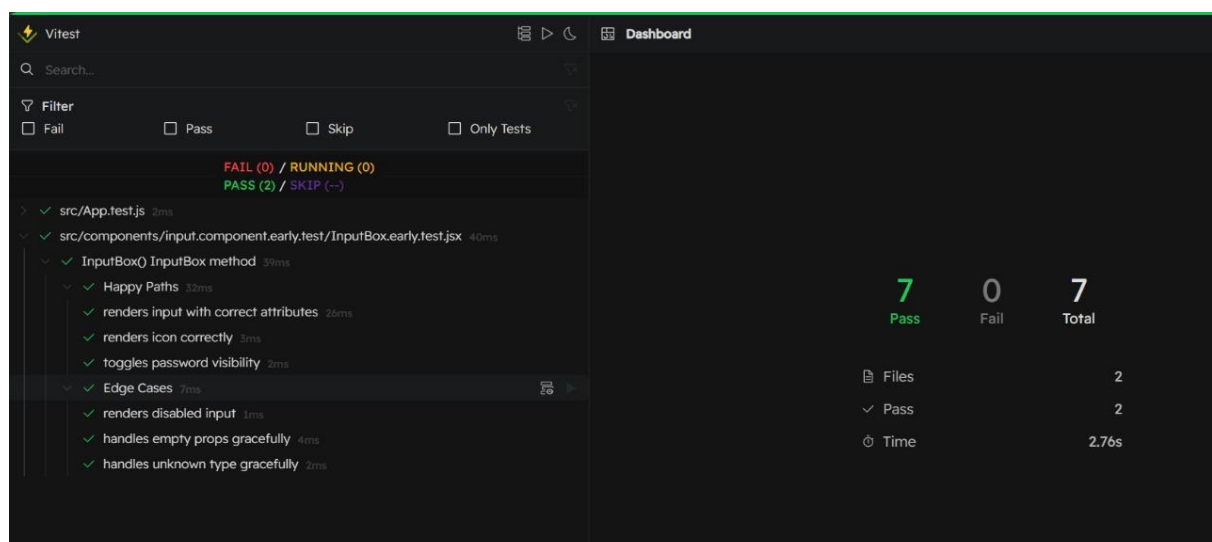 Vitest
Dashboard
Search...
Filter
Fail
Pass
Skip
Only Tests
FAIL (0) / RUNNING (0)
PASS (2) / SKIP (--)
src/App.test.js 2ms
src/components/input.component.early.test/InputBox.early.test.jsx 40ms
InputBox() InputBox method 39ms
Happy Paths 32ms
renders input with correct attributes 26ms
renders icon correctly 3ms
toggles password visibility 2ms
Edge Cases 7ms
renders disabled input 1ms
handles empty props gracefully 4ms
handles unknown type gracefully 2ms
7 0 7
Pass Fail Total
Files 2
Pass 2
Time 2.76s